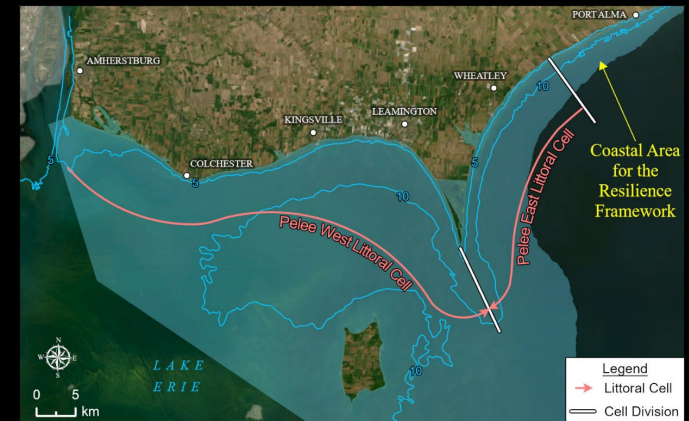 PORT ALMA
AMHERSTBURG
WHEATLEY
10
LEAMINGTON
KINGSVILLE
Coastal Area
for the
Resilience
Framework
5
5
COLCHESTER
5
10
Pelee East Littoral Cell
Pelee West Littoral Cell
N
W
E
S
LAKE
ERIE
10
0 5
km
Legend
Littoral Cell
Cell Division